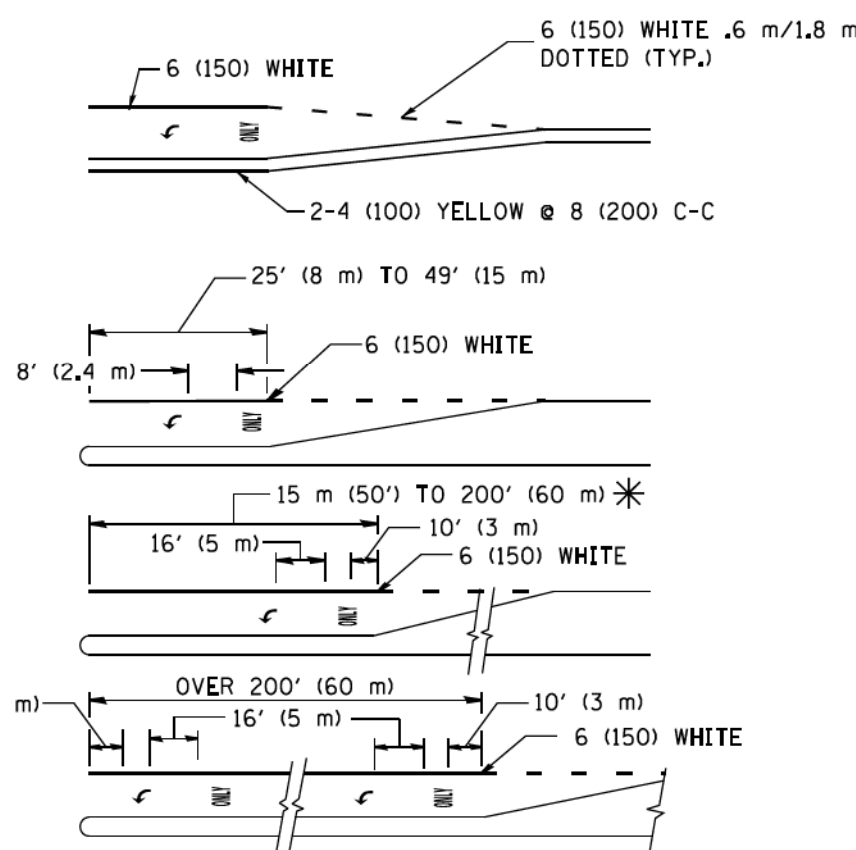 6 (150) WHITE .6 m/1.8 m
DOTTED (TYP.)
6 (150) WHITE
ONLY
2-4 (100) YELLOW @ 8 (200) C-C
25' (8 m) TO 49' (15 m)
6 (150) WHITE
8' (2.4 m)
ONLY
15 m (50') TO 200' (60 m)
10' (3 m)
16' (5 m)
6 (150) WHITE
ONLY
OVER 200' (60 m)
m)
16' (5 m)
10' (3 m)
6 (150) WHITE
ONLY
ONLY